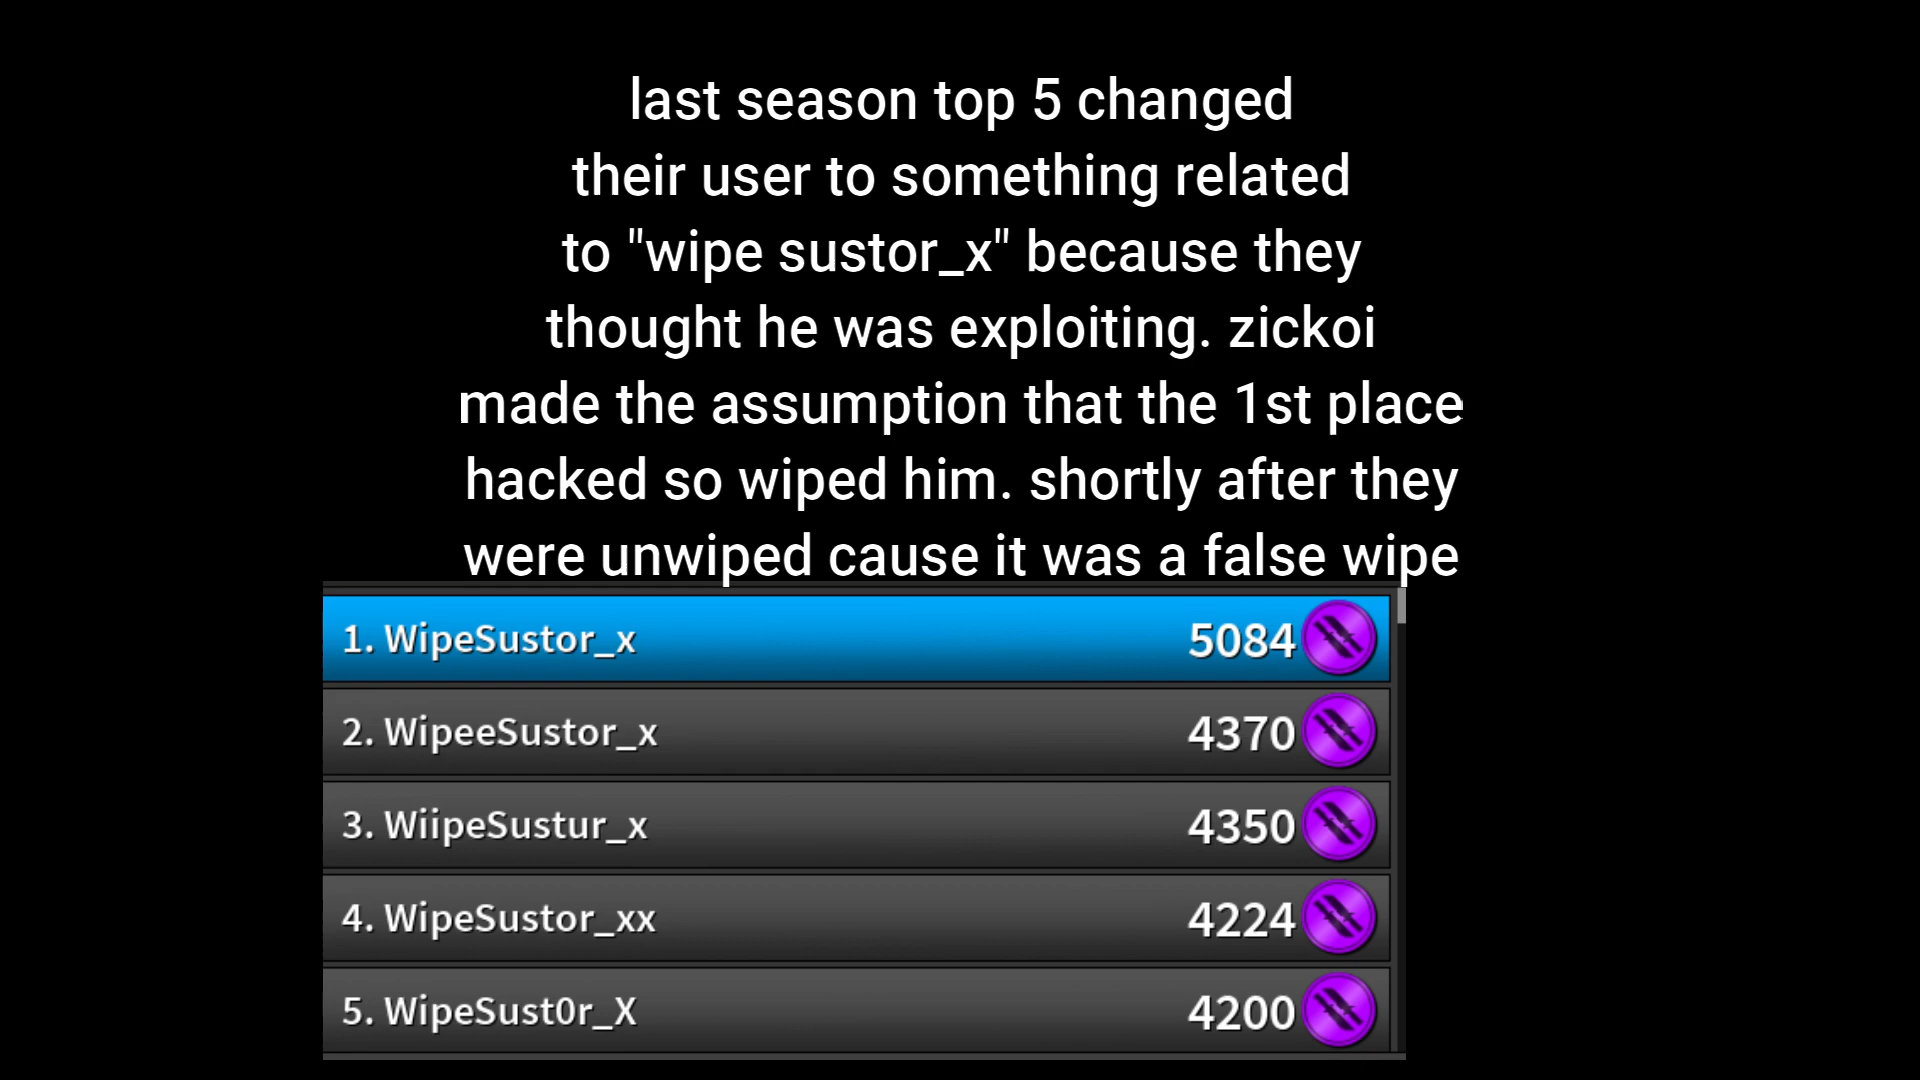 last season top 5 changed
their user to something related
to "wipe sustor_x" because they
thought he was exploiting. zickoi
made the assumption that the 1st place
hacked so wiped him. shortly after they
were unwiped cause it was a false wipe
1. WipeSustor_x 5084
2. WipeeSustor_x 4370
3. WiipeSustur_x 4350
4. WipeSustor_xx 4224
5. WipeSust0r_X 4200